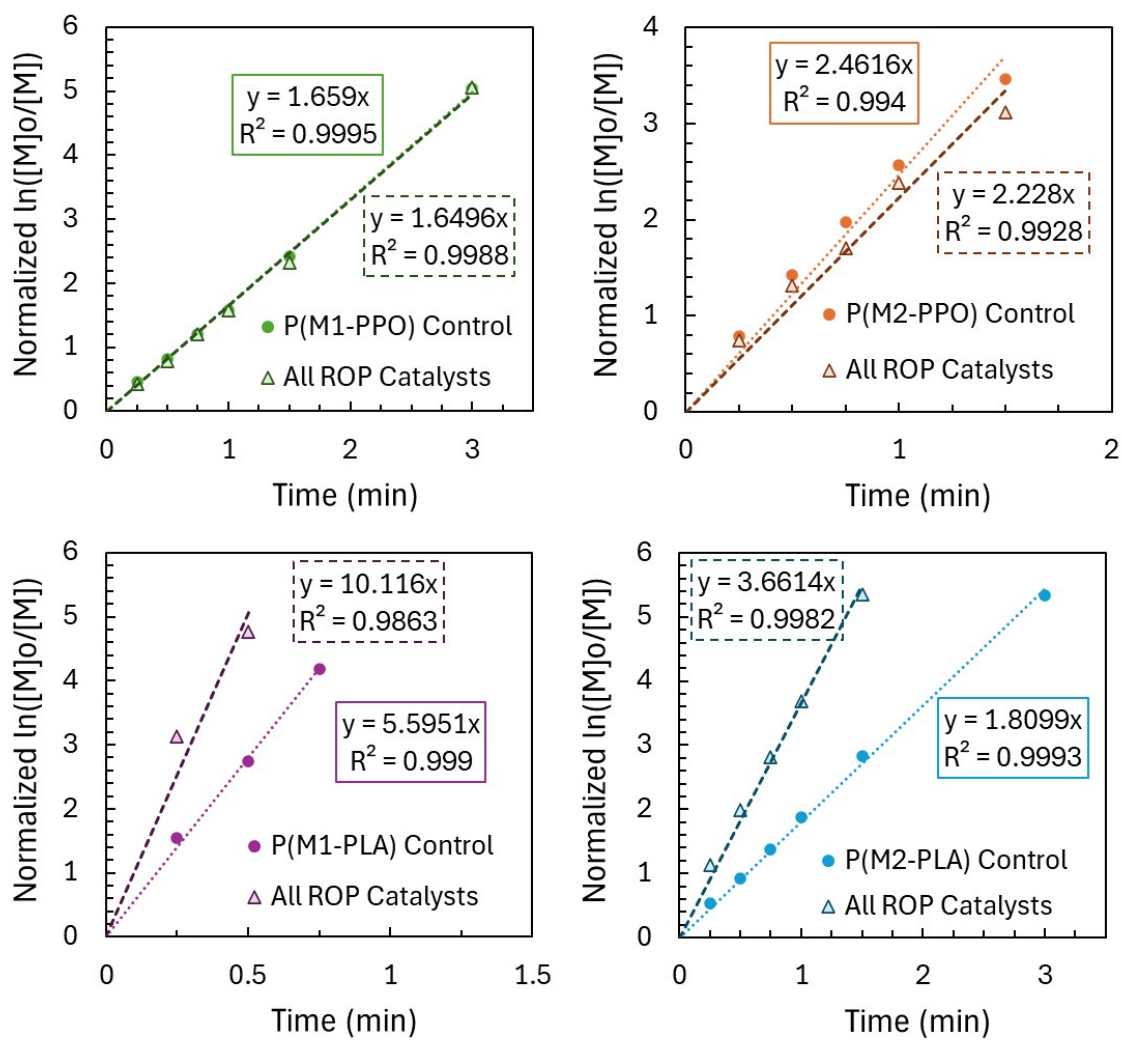 Normalized ln([M]o/[M])
6
5
4
3
2
1
0
y = 1.659x
R² = 0.9995
y = 1.6496x
R² = 0.9988
P(M1-PPO) Control
All ROP Catalysts
0 1 2 3
Time (min)
Normalized ln([M]o/[M])
4
3
2
1
0
y = 2.4616x
R² = 0.994
y = 2.228x
R² = 0.9928
P(M2-PPO) Control
All ROP Catalysts
0 1 2
Time (min)
Normalized ln([M]o/[M])
6
5
4
3
2
1
0
y = 10.116x
R² = 0.9863
y = 5.5951x
R² = 0.999
P(M1-PLA) Control
All ROP Catalysts
0 0.5 1 1.5
Time (min)
Normalized ln([M]o/[M])
6
5
4
3
2
1
0
y = 3.6614x
R² = 0.9982
y = 1.8099x
R² = 0.9993
P(M2-PLA) Control
All ROP Catalysts
0 1 2 3
Time (min)